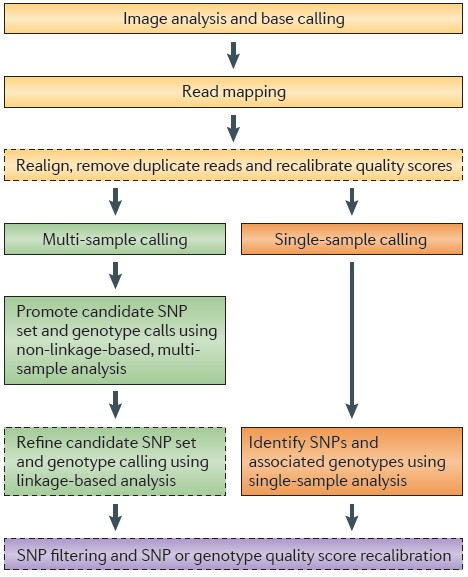 Image analysis and base calling
Read mapping
Realign, remove duplicate reads and recalibrate quality scores
Multi-sample calling
Single-sample calling
Promote candidate SNP
set and genotype calls using
non-linkage-based, multi-
sample analysis
Refine candidate SNP set
and genotype calling using
linkage-based analysis
Identify SNPs and
associated genotypes using
single-sample analysis
SNP filtering and SNP or genotype quality score recalibration